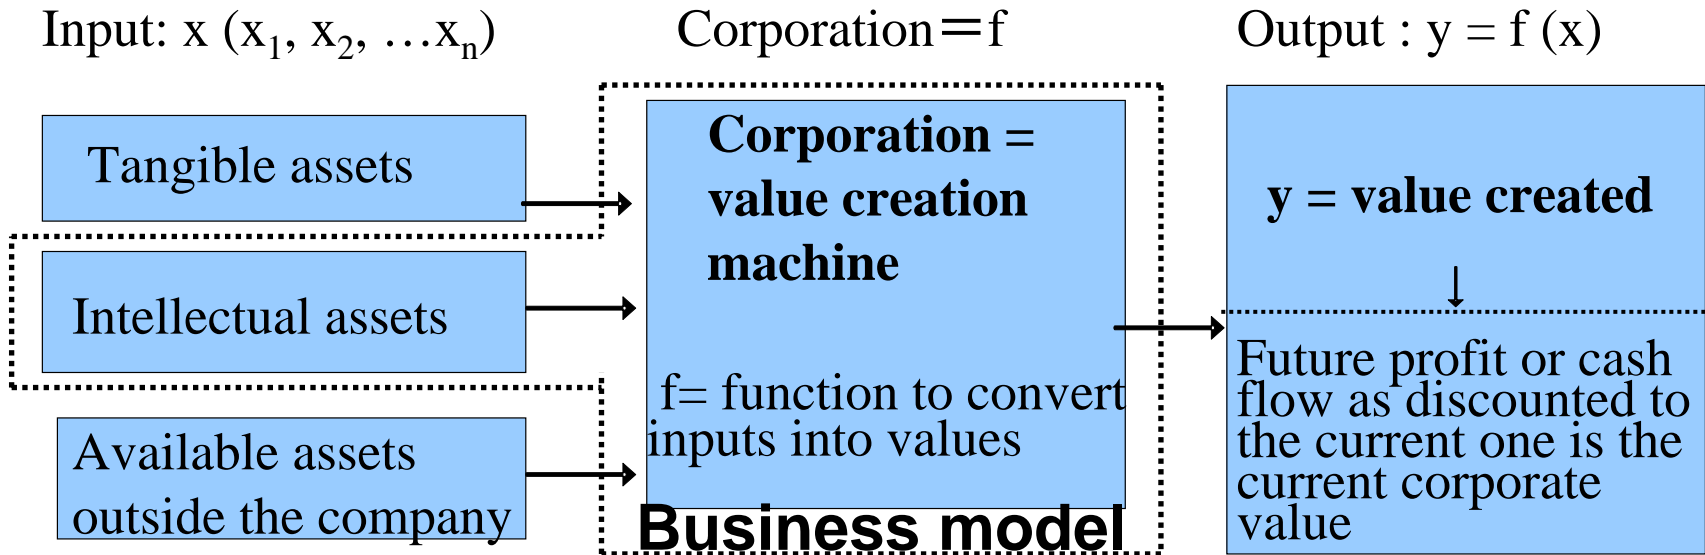 Input: x (x₁, x₂, …xₙ)
Corporation＝f
Output : y = f (x)
Tangible assets
Intellectual assets
Available assets
outside the company
Corporation =
value creation
machine
f= function to convert
inputs into values
Business model
y = value created
↓
Future profit or cash
flow as discounted to
the current one is the
current corporate
value